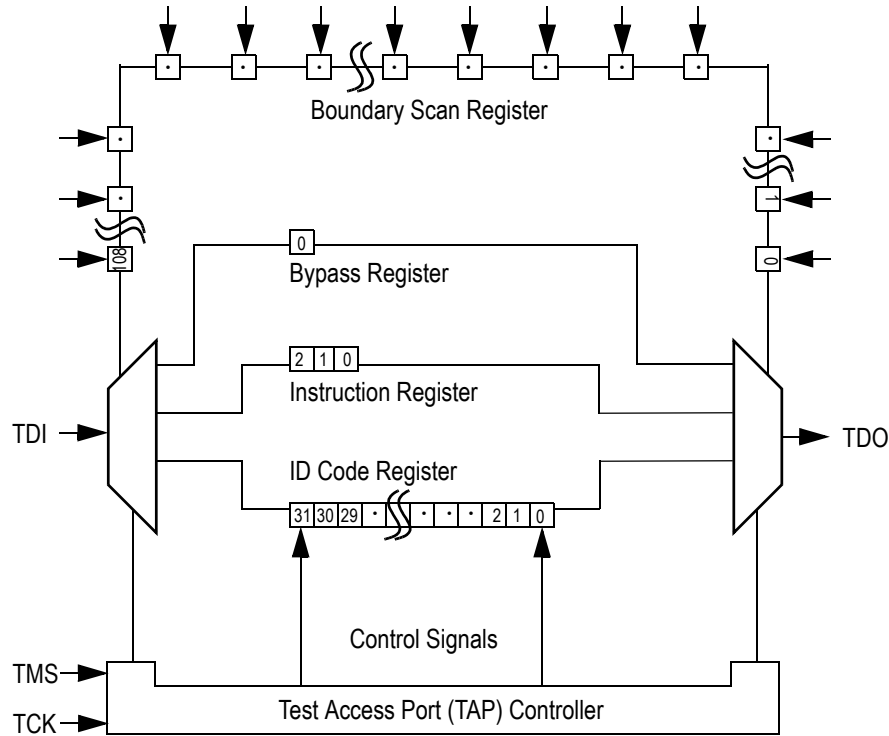 · · · · · · · ·
Boundary Scan Register
· ·
· 1
108 0
0
Bypass Register
2 1 0
Instruction Register
TDI
TDO
ID Code Register
31 30 29 · · · · 2 1 0
Control Signals
TMS
Test Access Port (TAP) Controller
TCK